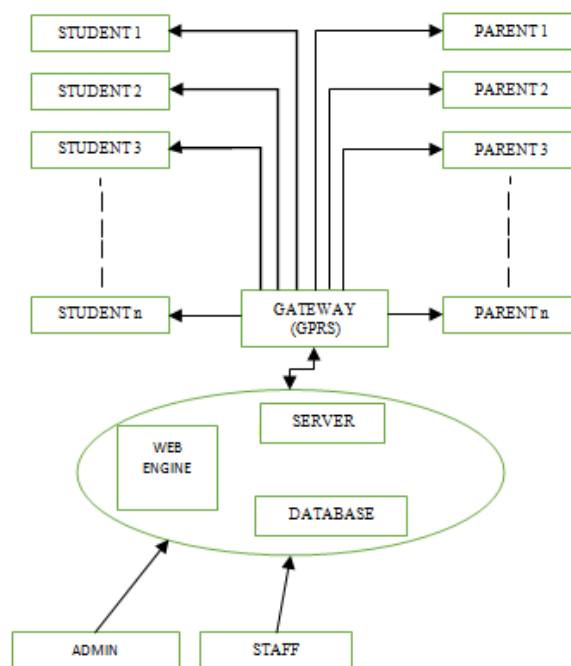 STUDENT 1
PARENT 1
STUDENT 2
PARENT 2
STUDENT 3
PARENT 3
STUDENT n
GATEWAY
(GPRS)
PARENT n
SERVER
WEB
ENGINE
DATABASE
ADMIN
STAFF